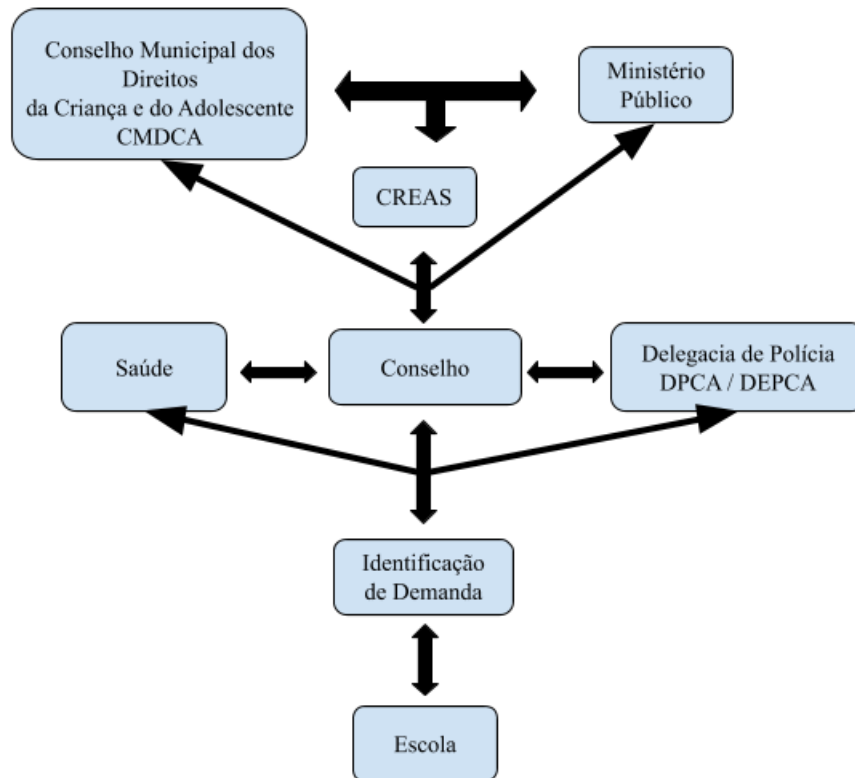 Conselho Municipal dos
Direitos
da Criança e do Adolescente
CMDCA
Ministério
Público
CREAS
Saúde
Conselho
Delegacia de Polícia
DPCA / DEPCA
Identificação
de Demanda
Escola